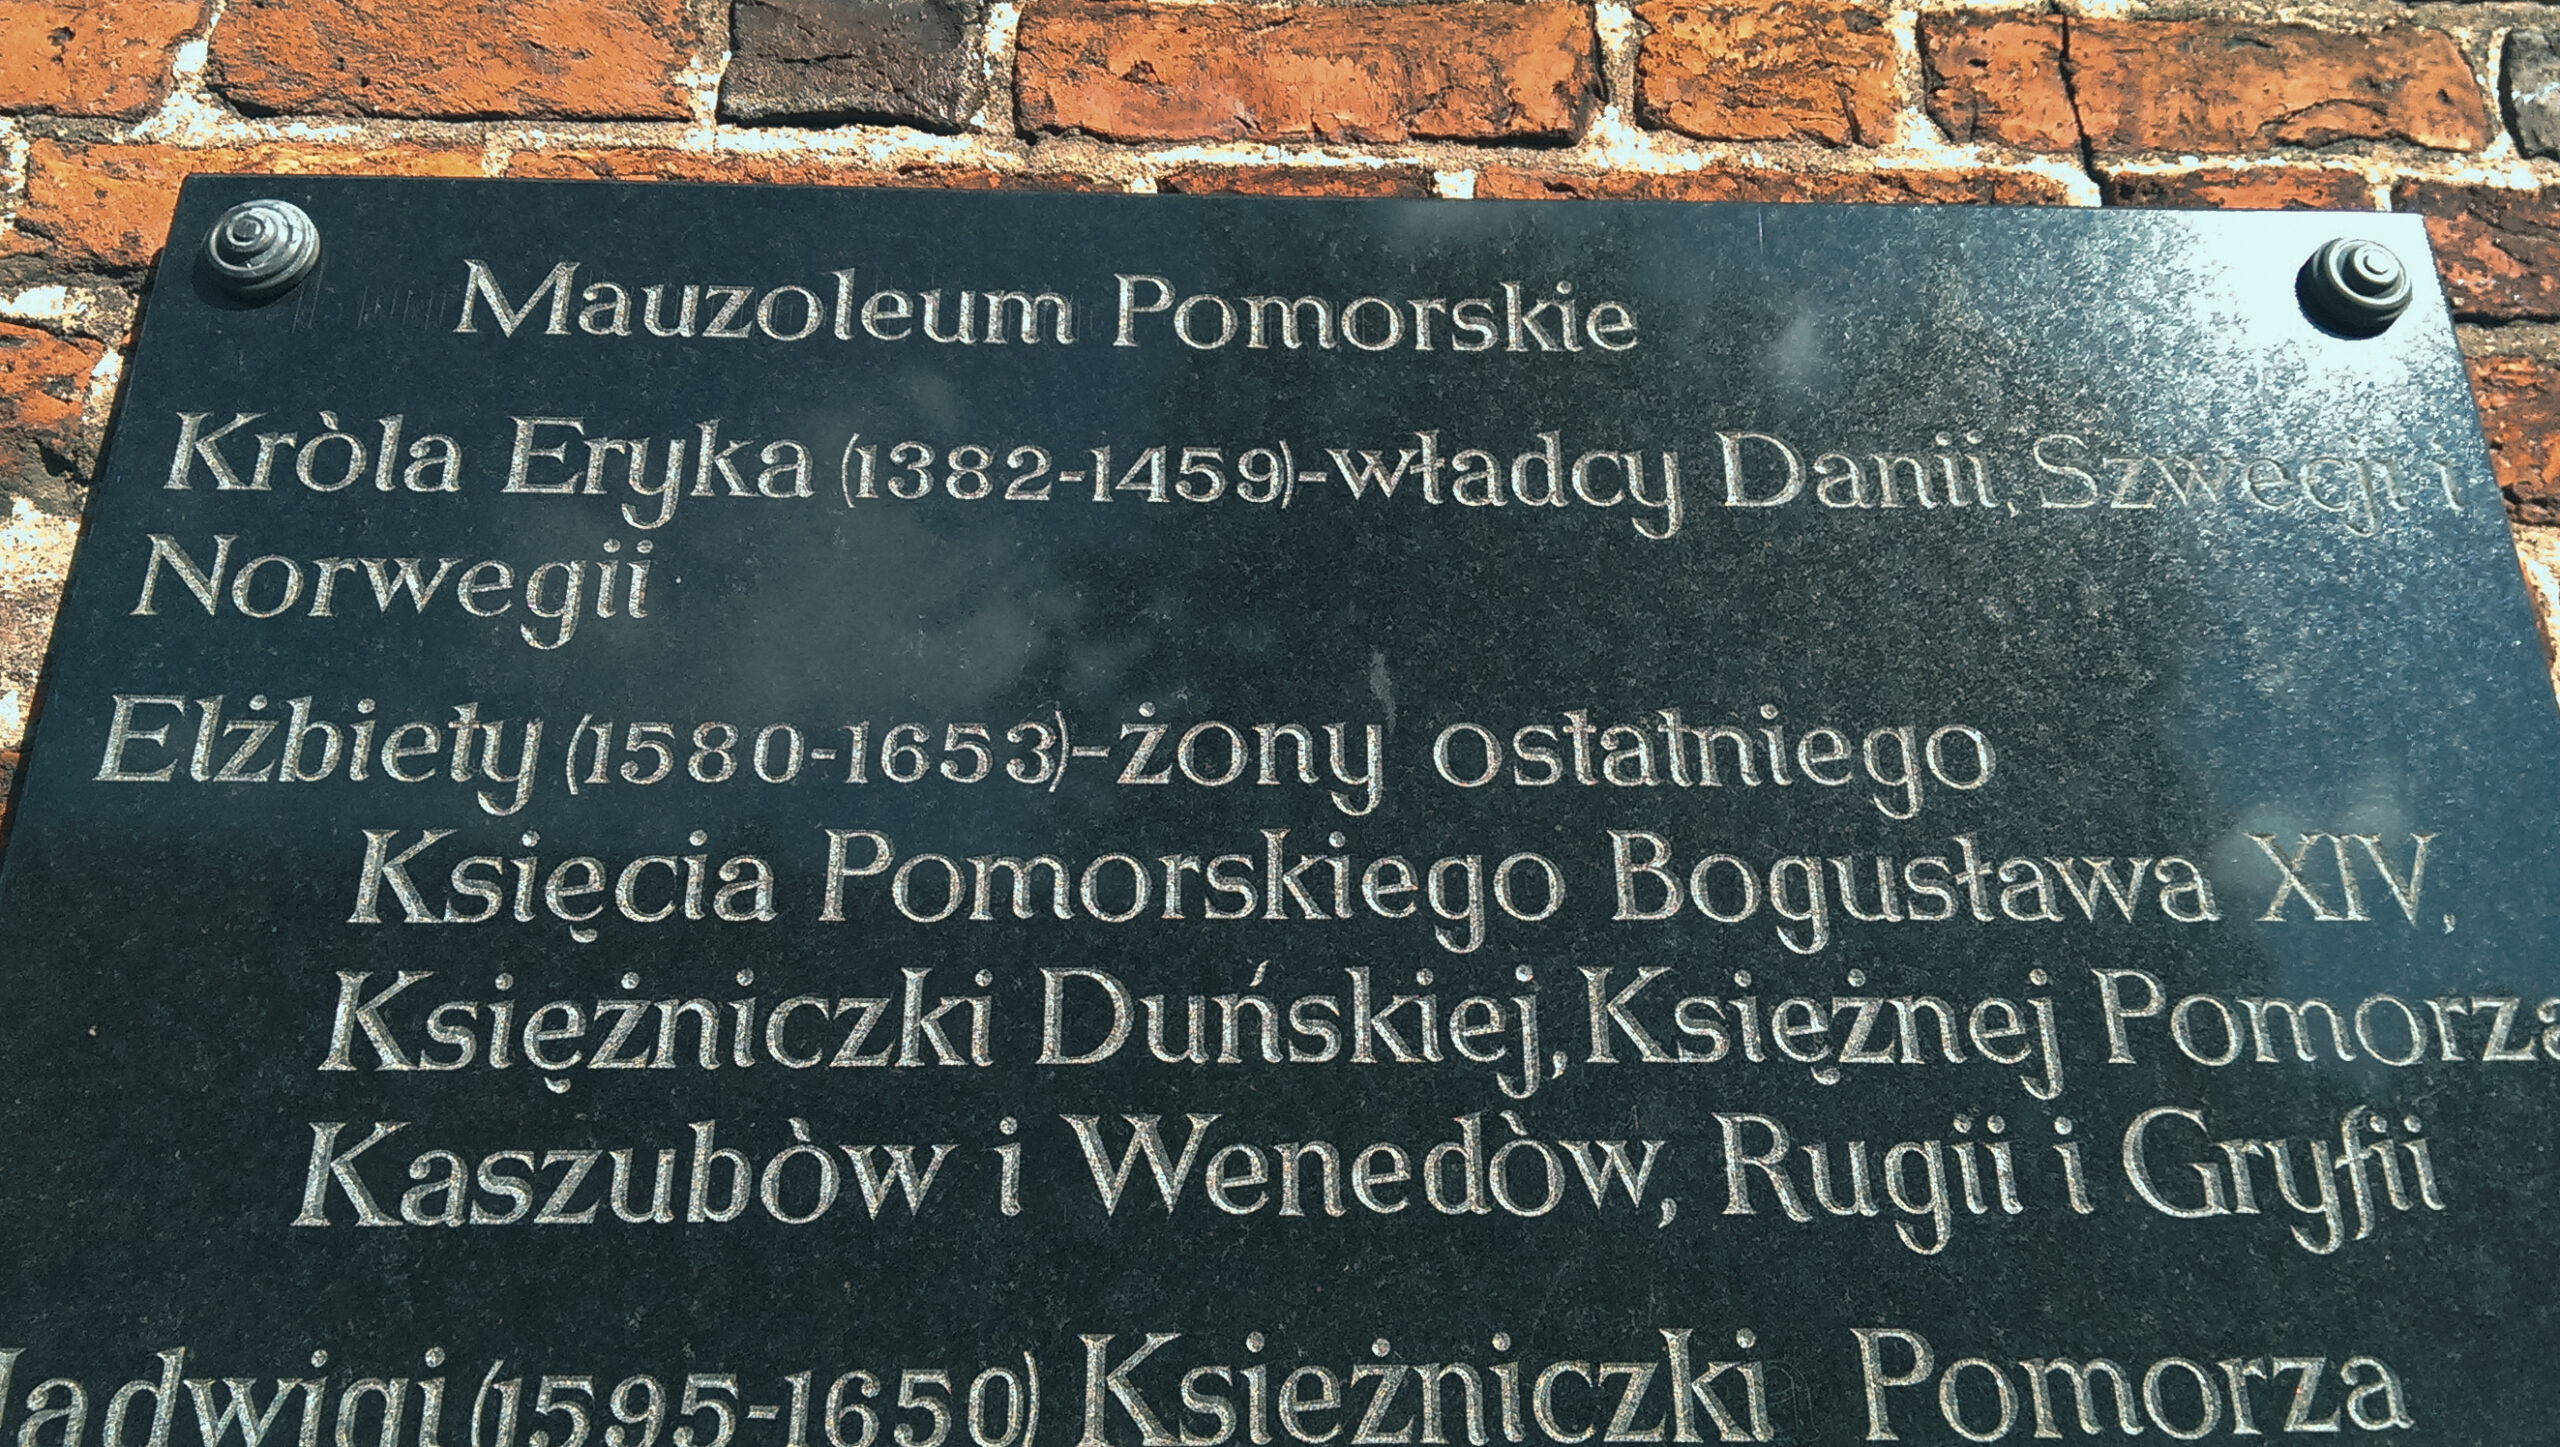 Mauzoleum Pomorskie
Kròla Eryka (1382-1459)-władcy Danii, Szwecji i
Norwegii
Elżbiety (1580-1653)-żony ostatniego
Księcia Pomorskiego Bogusława XIV,
Księżniczki Duńskiej, Księżnej Pomorza
Kaszubòw i Wenedòw, Rugii i Gryfii
Jadwigi (1595-1650) Księżniczki Pomorza